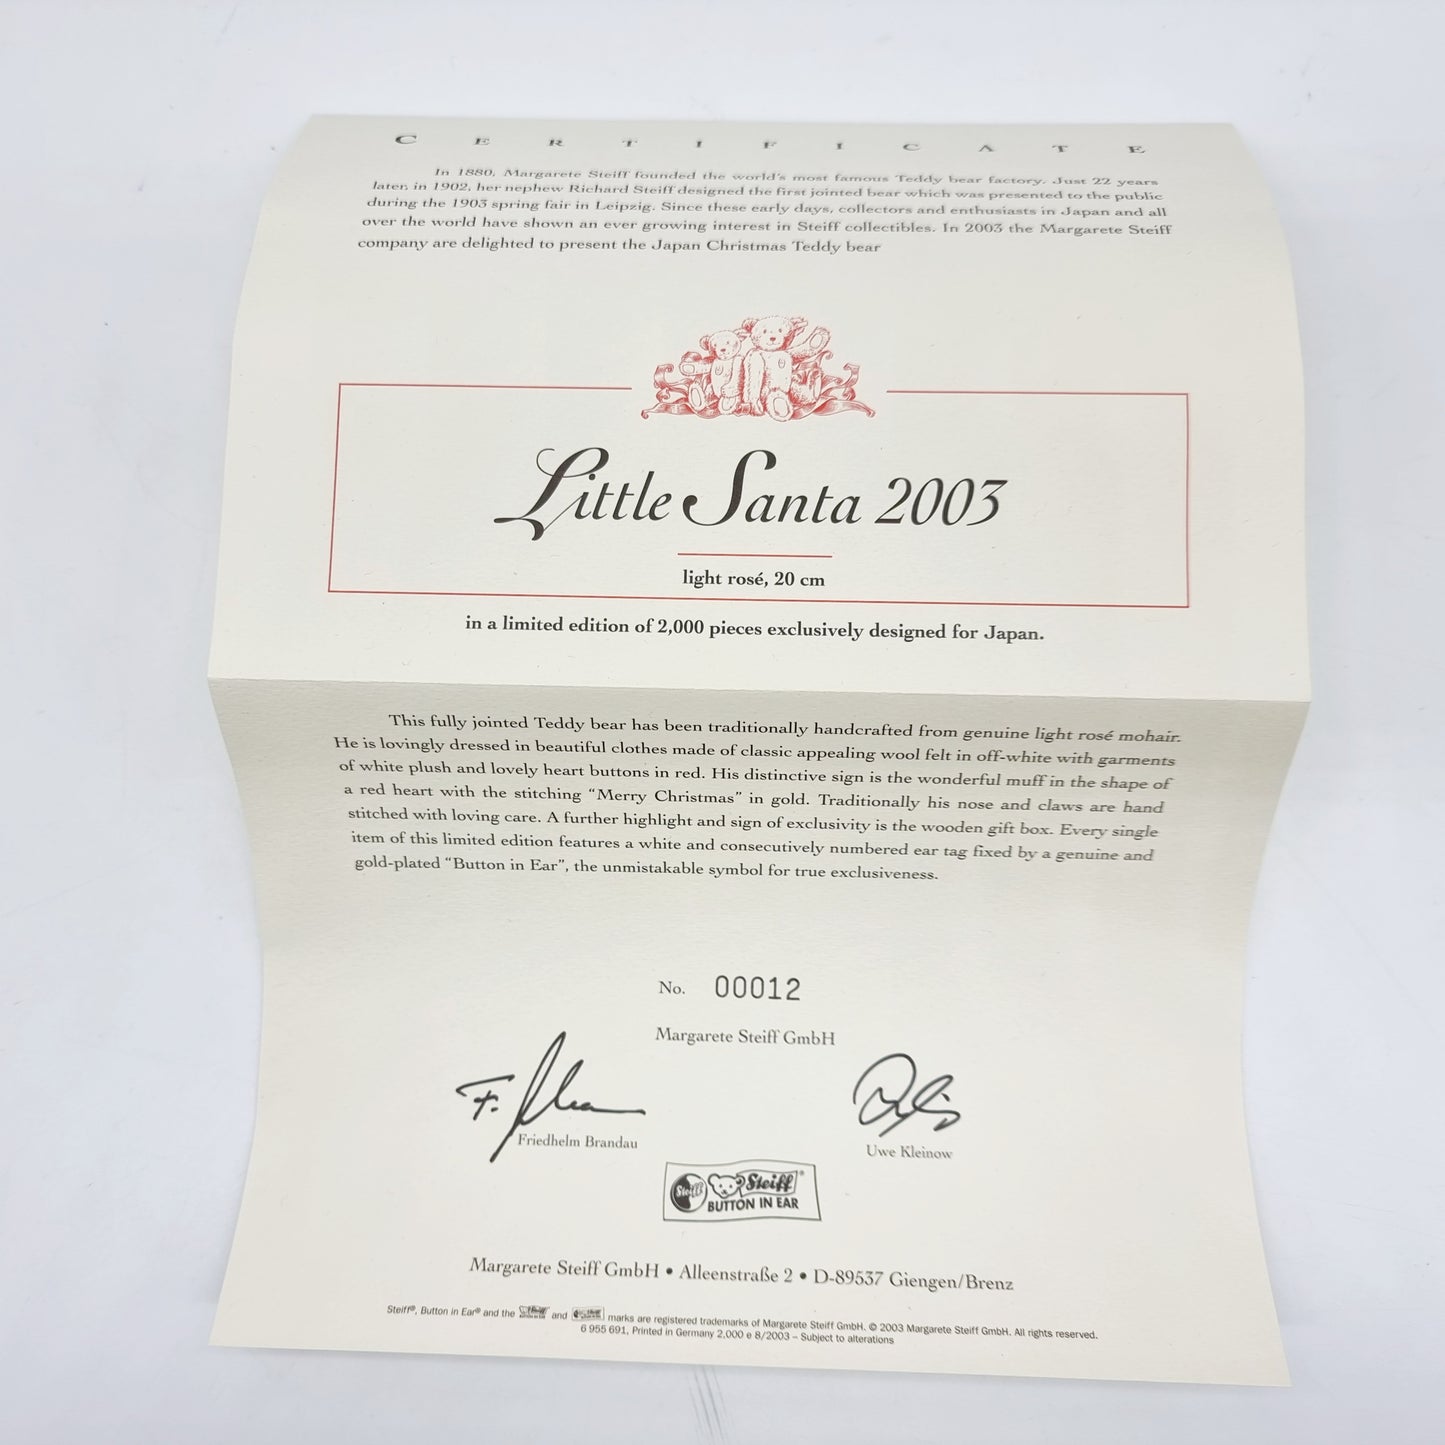 CERTIFICATE
In 1880, Margarete Steiff founded the world's most famous Teddy bear factory. Just 22 years
later, in 1902, her nephew Richard Steiff designed the first jointed bear which was presented to the public
during the 1903 spring fair in Leipzig. Since these early days, collectors and enthusiasts in Japan and all
over the world have shown an ever growing interest in Steiff collectibles. In 2003 the Margarete Steiff
company are delighted to present the Japan Christmas Teddy bear
Little Santa 2003
light rosé, 20 cm
in a limited edition of 2,000 pieces exclusively designed for Japan.
This fully jointed Teddy bear has been traditionally handcrafted from genuine light rosé mohair.
He is lovingly dressed in beautiful clothes made of classic appealing wool felt in off-white with garments
of white plush and lovely heart buttons in red. His distinctive sign is the wonderful muff in the shape of
a red heart with the stitching “Merry Christmas” in gold. Traditionally his nose and claws are hand
stitched with loving care. A further highlight and sign of exclusivity is the wooden gift box. Every single
item of this limited edition features a white and consecutively numbered ear tag fixed by a genuine and
gold-plated “Button in Ear”, the unmistakable symbol for true exclusiveness.
No. 00012
Margarete Steiff GmbH
Friedhelm Brandau
Uwe Kleinow
Steiff Steiff®
BUTTON IN EAR
Margarete Steiff GmbH • Alleenstraße 2 • D-89537 Giengen/Brenz
Steiff®, Button in Ear® and the and marks are registered trademarks of Margarete Steiff GmbH. © 2003 Margarete Steiff GmbH. All rights reserved.
6 955 691, Printed in Germany 2,000 e 8/2003 – Subject to alterations